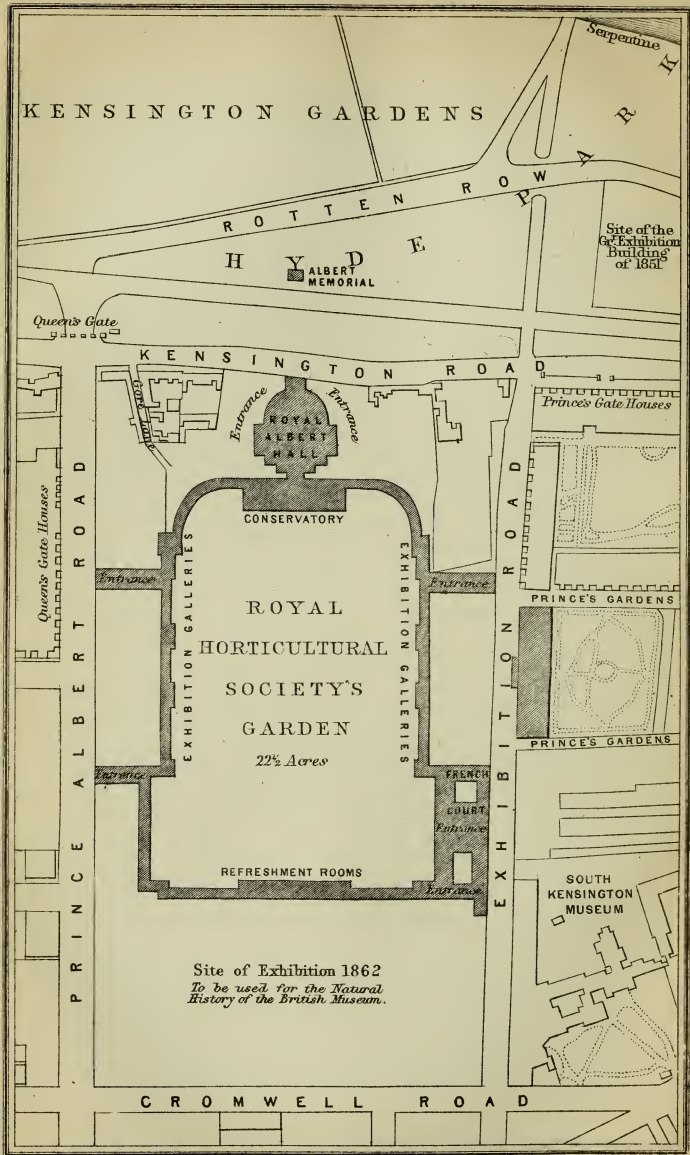 Serpentine
KENSINGTON GARDENS
HYDE PARK
ROTTEN ROW
Site of the
Gt. Exhibition
Building
of 1851
ALBERT
MEMORIAL
Queen's Gate
KENSINGTON ROAD
Gore Lane
Entrance
Entrance
ROYAL
ALBERT
HALL
Prince's Gate Houses
CONSERVATORY
Queen's Gate Houses
PRINCE ALBERT ROAD
EXHIBITION ROAD
Entrance
Entrance
EXHIBITION GALLERIES
EXHIBITION GALLERIES
ROYAL
HORTICULTURAL
SOCIETY'S
GARDEN
22½ Acres
PRINCE'S GARDENS
PRINCE'S GARDENS
Entrance
FRENCH
COURT
Entrance
REFRESHMENT ROOMS
Entrance
SOUTH
KENSINGTON
MUSEUM
Site of Exhibition 1862
To be used for the Natural
History of the British Museum.
CROMWELL ROAD